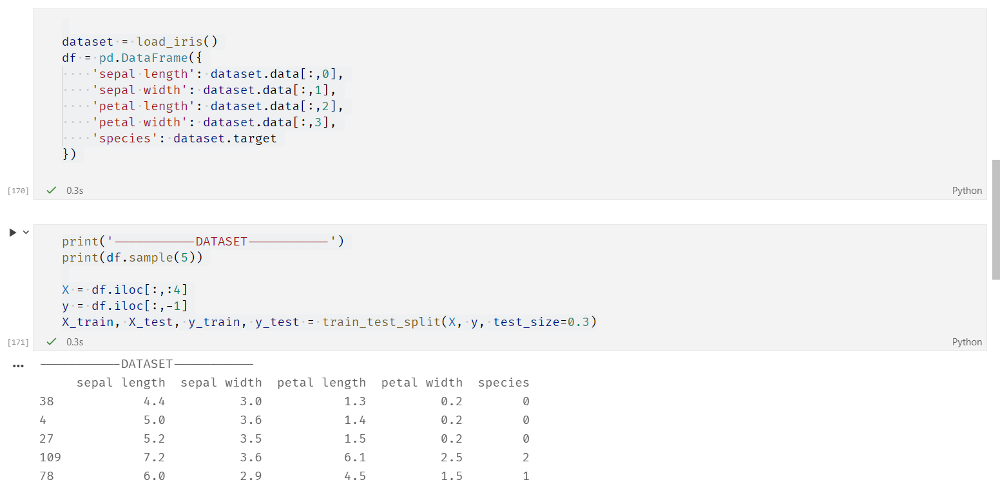 dataset = load_iris()
df = pd.DataFrame({
    'sepal length': dataset.data[:,0],
    'sepal width': dataset.data[:,1],
    'petal length': dataset.data[:,2],
    'petal width': dataset.data[:,3],
    'species': dataset.target
})
[170] 0.3s Python
print('-----------DATASET-----------')
print(df.sample(5))
X = df.iloc[:,:4]
y = df.iloc[:,-1]
X_train, X_test, y_train, y_test = train_test_split(X, y, test_size=0.3)
[171] 0.3s Python
... -----------DATASET-----------
sepal length sepal width petal length petal width species
38 4.4 3.0 1.3 0.2 0
4 5.0 3.6 1.4 0.2 0
27 5.2 3.5 1.5 0.2 0
109 7.2 3.6 6.1 2.5 2
78 6.0 2.9 4.5 1.5 1